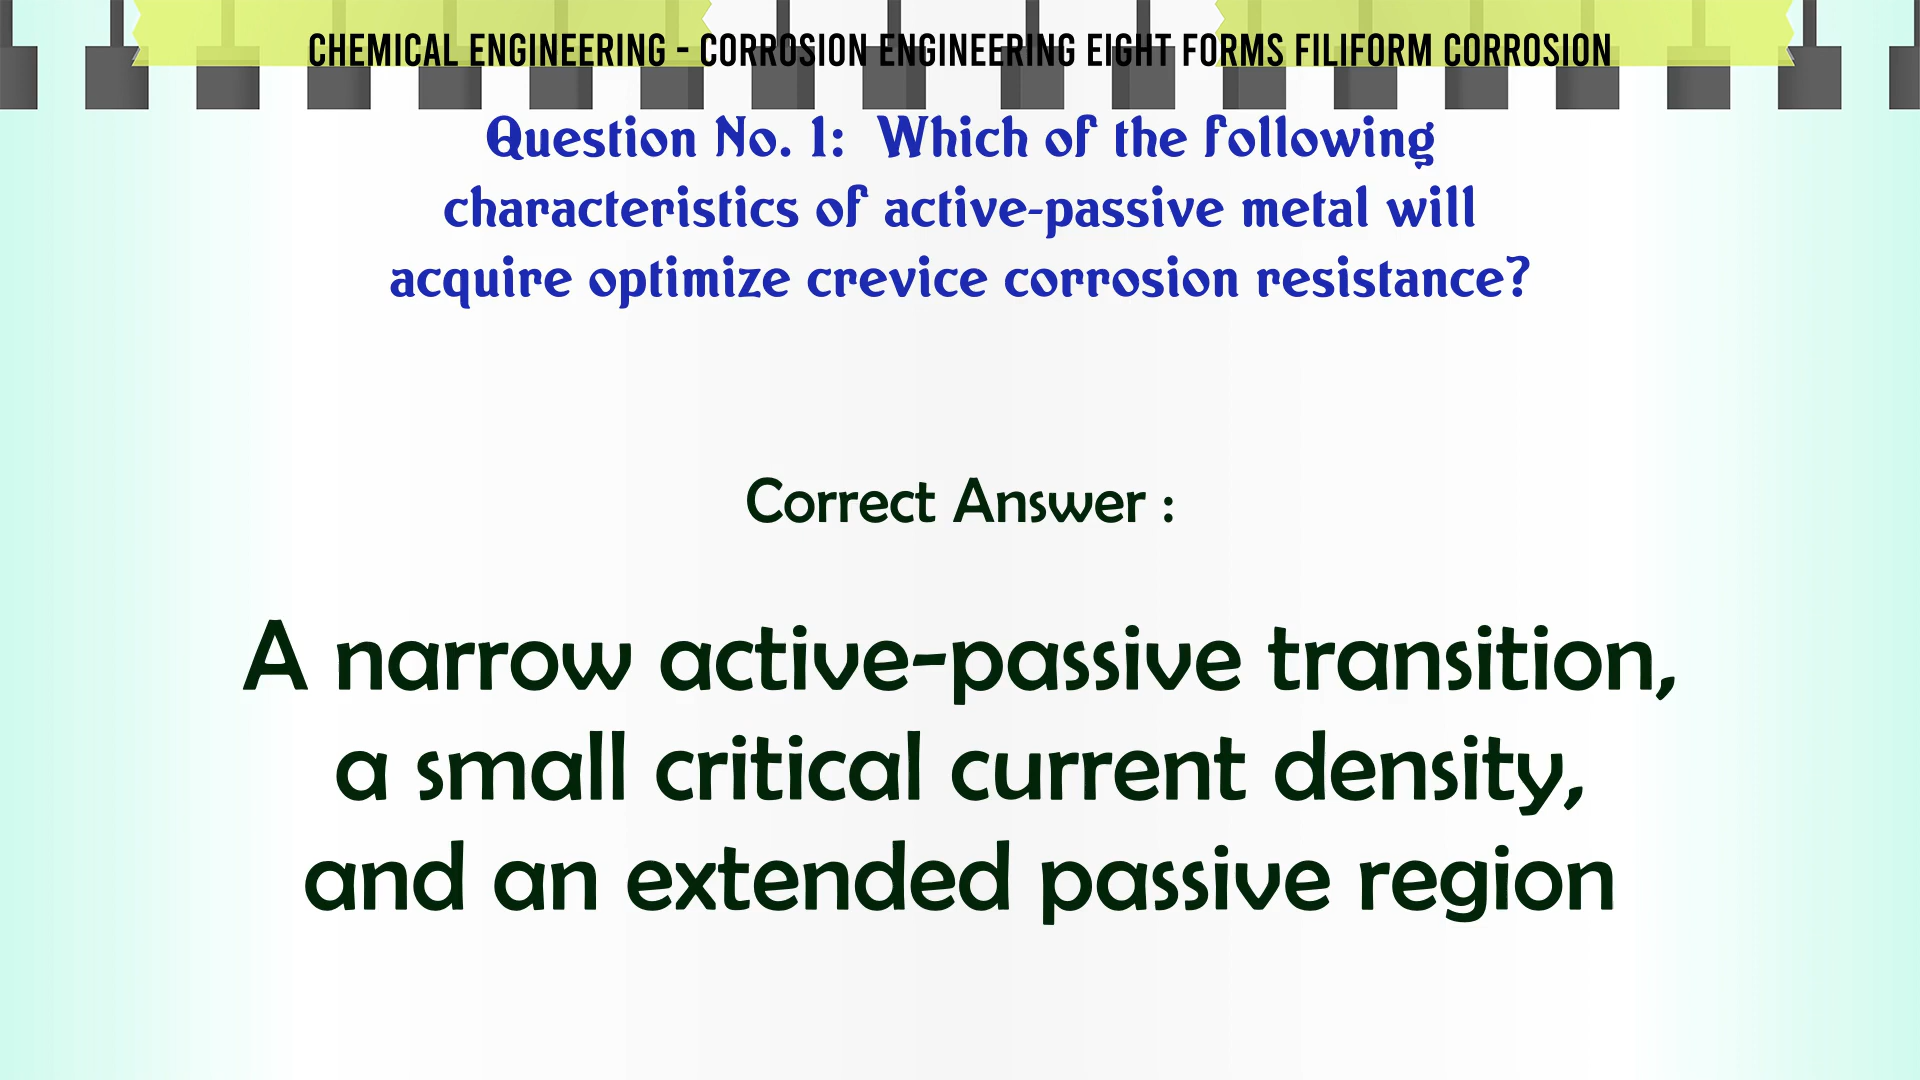 CHEMICAL ENGINEERING - CORROSION ENGINEERING EIGHT FORMS FILIFORM CORROSION
Question No. 1: Which of the following
characteristics of active-passive metal will
acquire optimize crevice corrosion resistance?
Correct Answer :
A narrow active-passive transition,
a small critical current density,
and an extended passive region